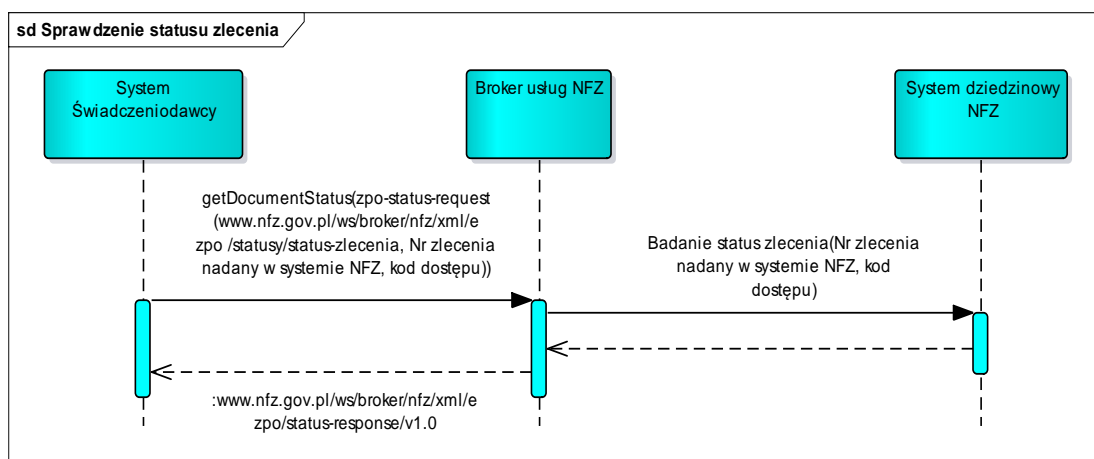 sd Sprawdzenie statusu zlecenia
System
Świadczeniodawcy
Broker usług NFZ
System dziedzinowy
NFZ
getDocumentStatus(zpo-status-request
(www.nfz.gov.pl/ws/broker/nfz/xml/e
zpo /statusy/status-zlecenia, Nr zlecenia
nadany w systemie NFZ, kod dostępu))
Badanie status zlecenia(Nr zlecenia
nadany w systemie NFZ, kod
dostępu)
:www.nfz.gov.pl/ws/broker/nfz/xml/e
zpo/status-response/v1.0